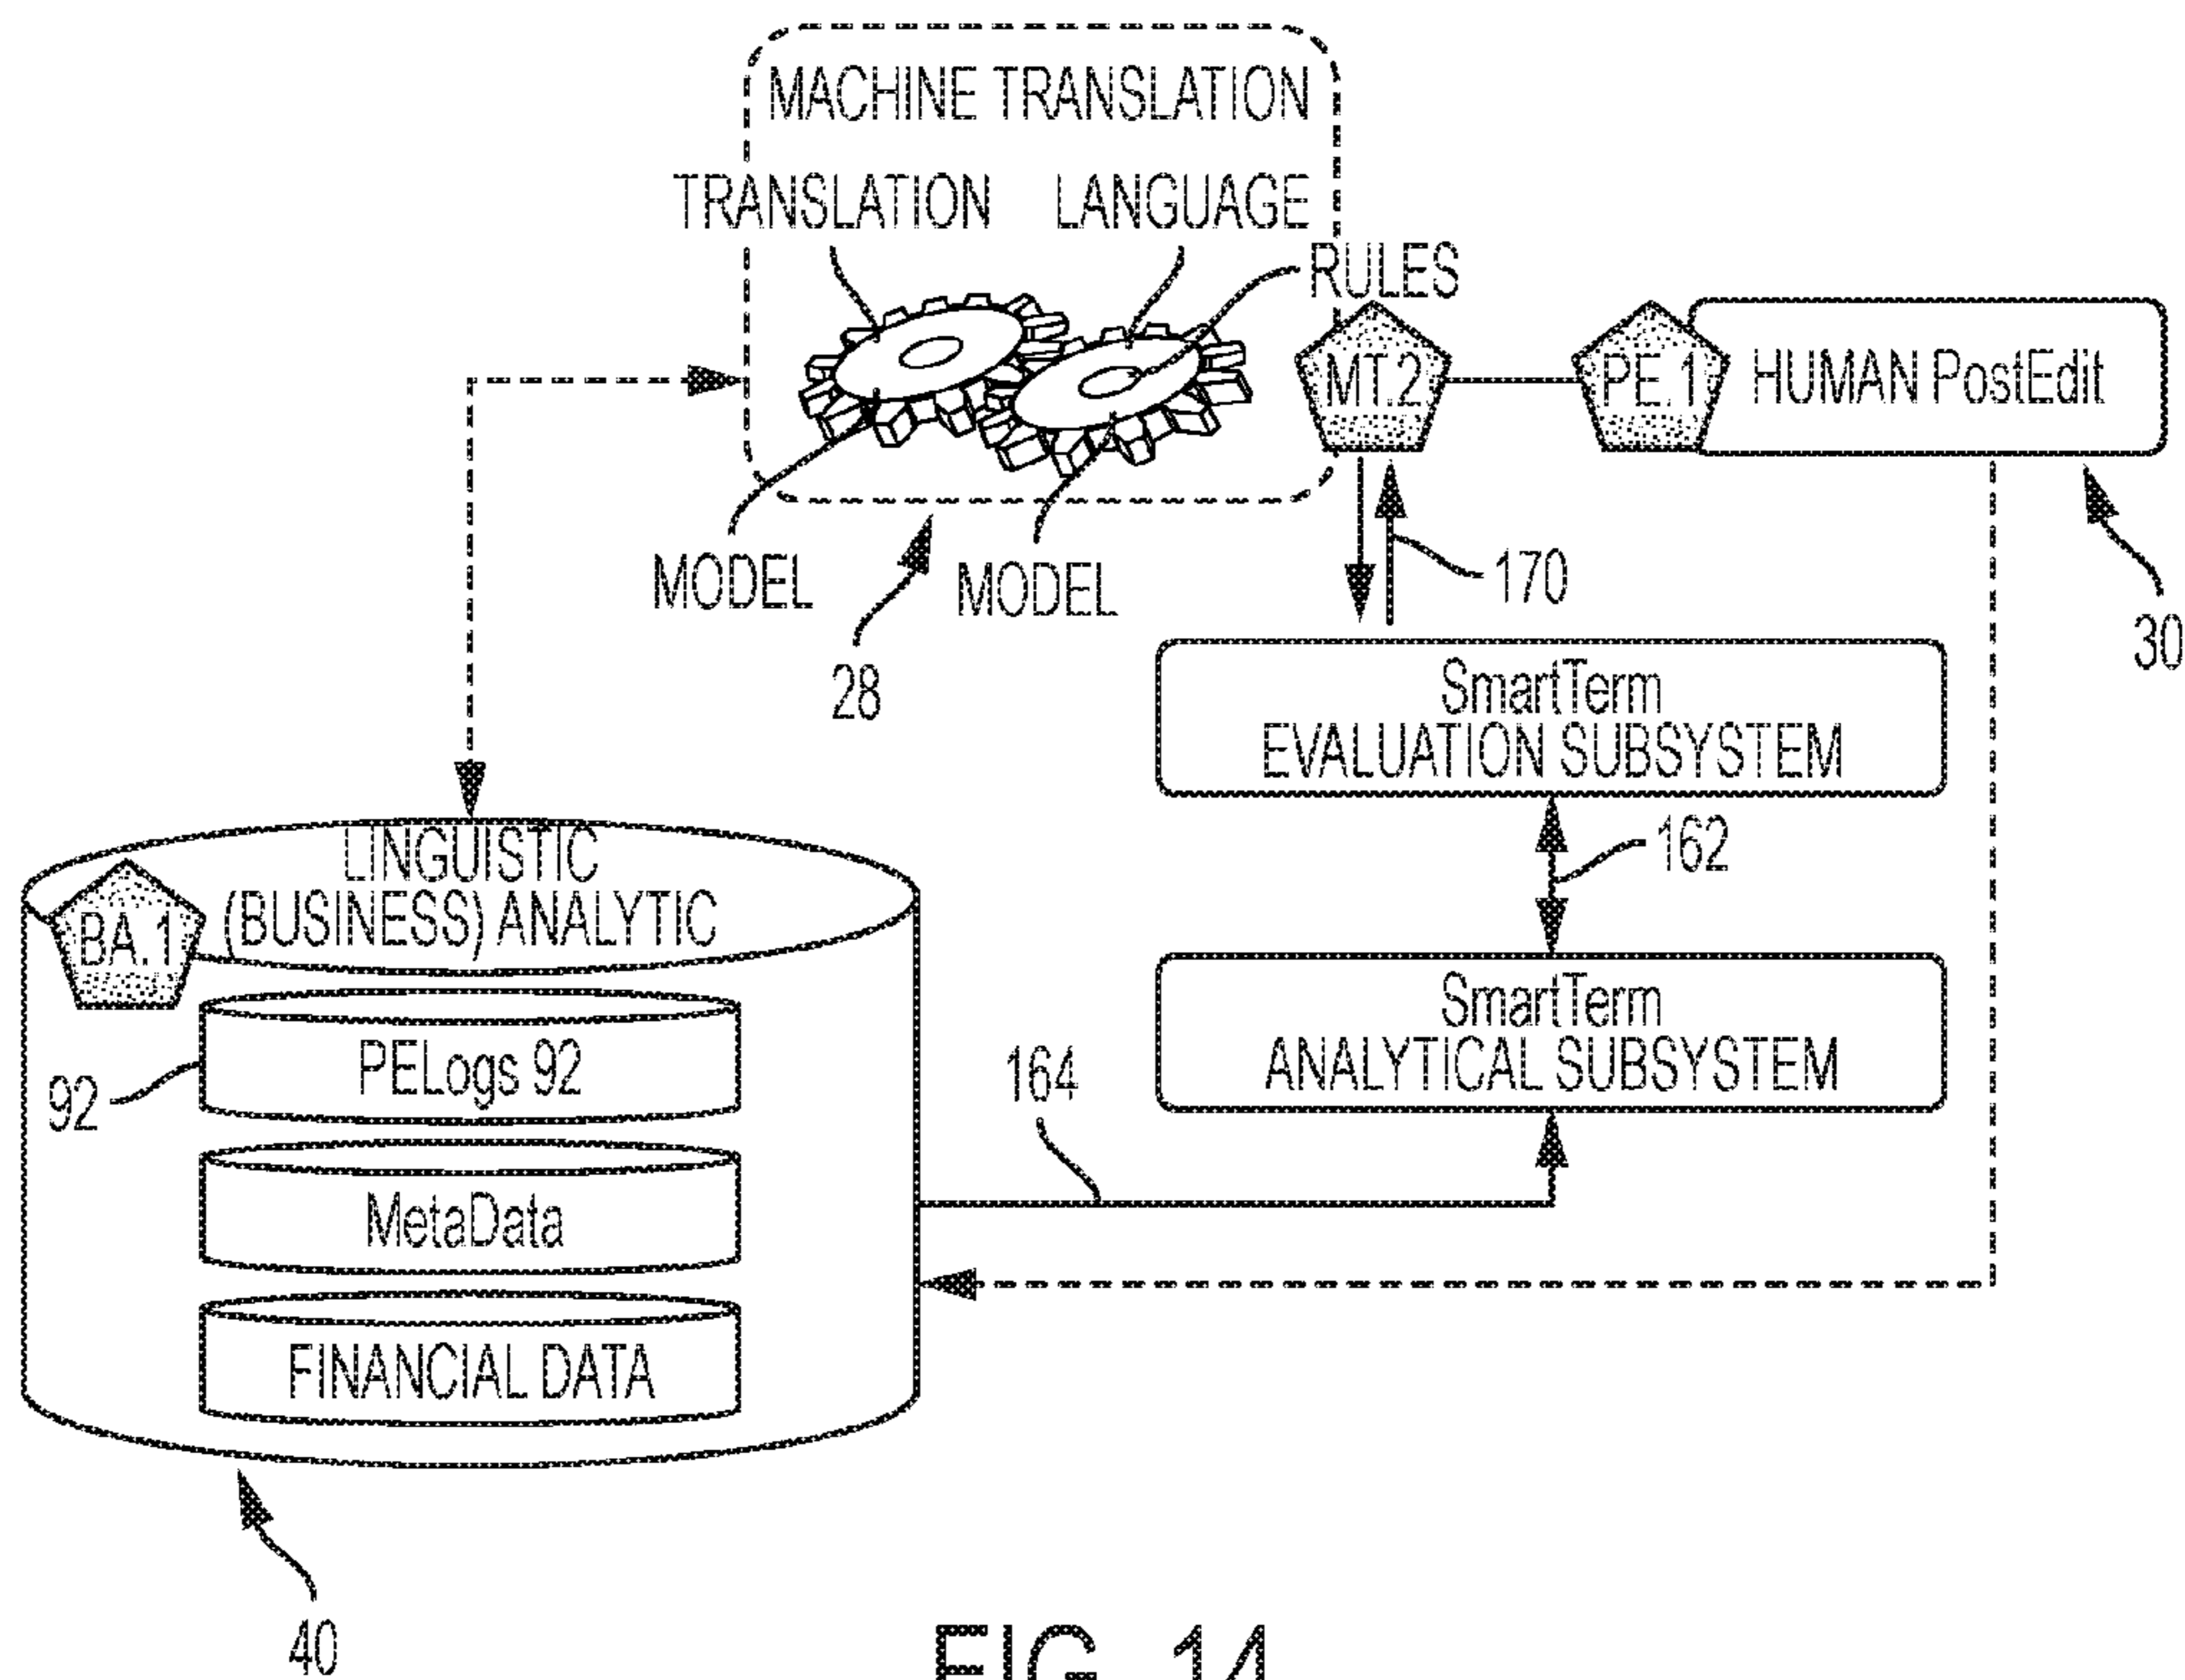 MACHINE TRANSLATION
TRANSLATION LANGUAGE
RULES
MT.2
PE.1
HUMAN PostEdit
MODEL
MODEL
28
170
30
SmartTerm
EVALUATION SUBSYSTEM
162
LINGUISTIC
(BUSINESS) ANALYTIC
BA.1
SmartTerm
ANALYTICAL SUBSYSTEM
PELogs 92
92
164
MetaData
FINANCIAL DATA
40
FIG. 14